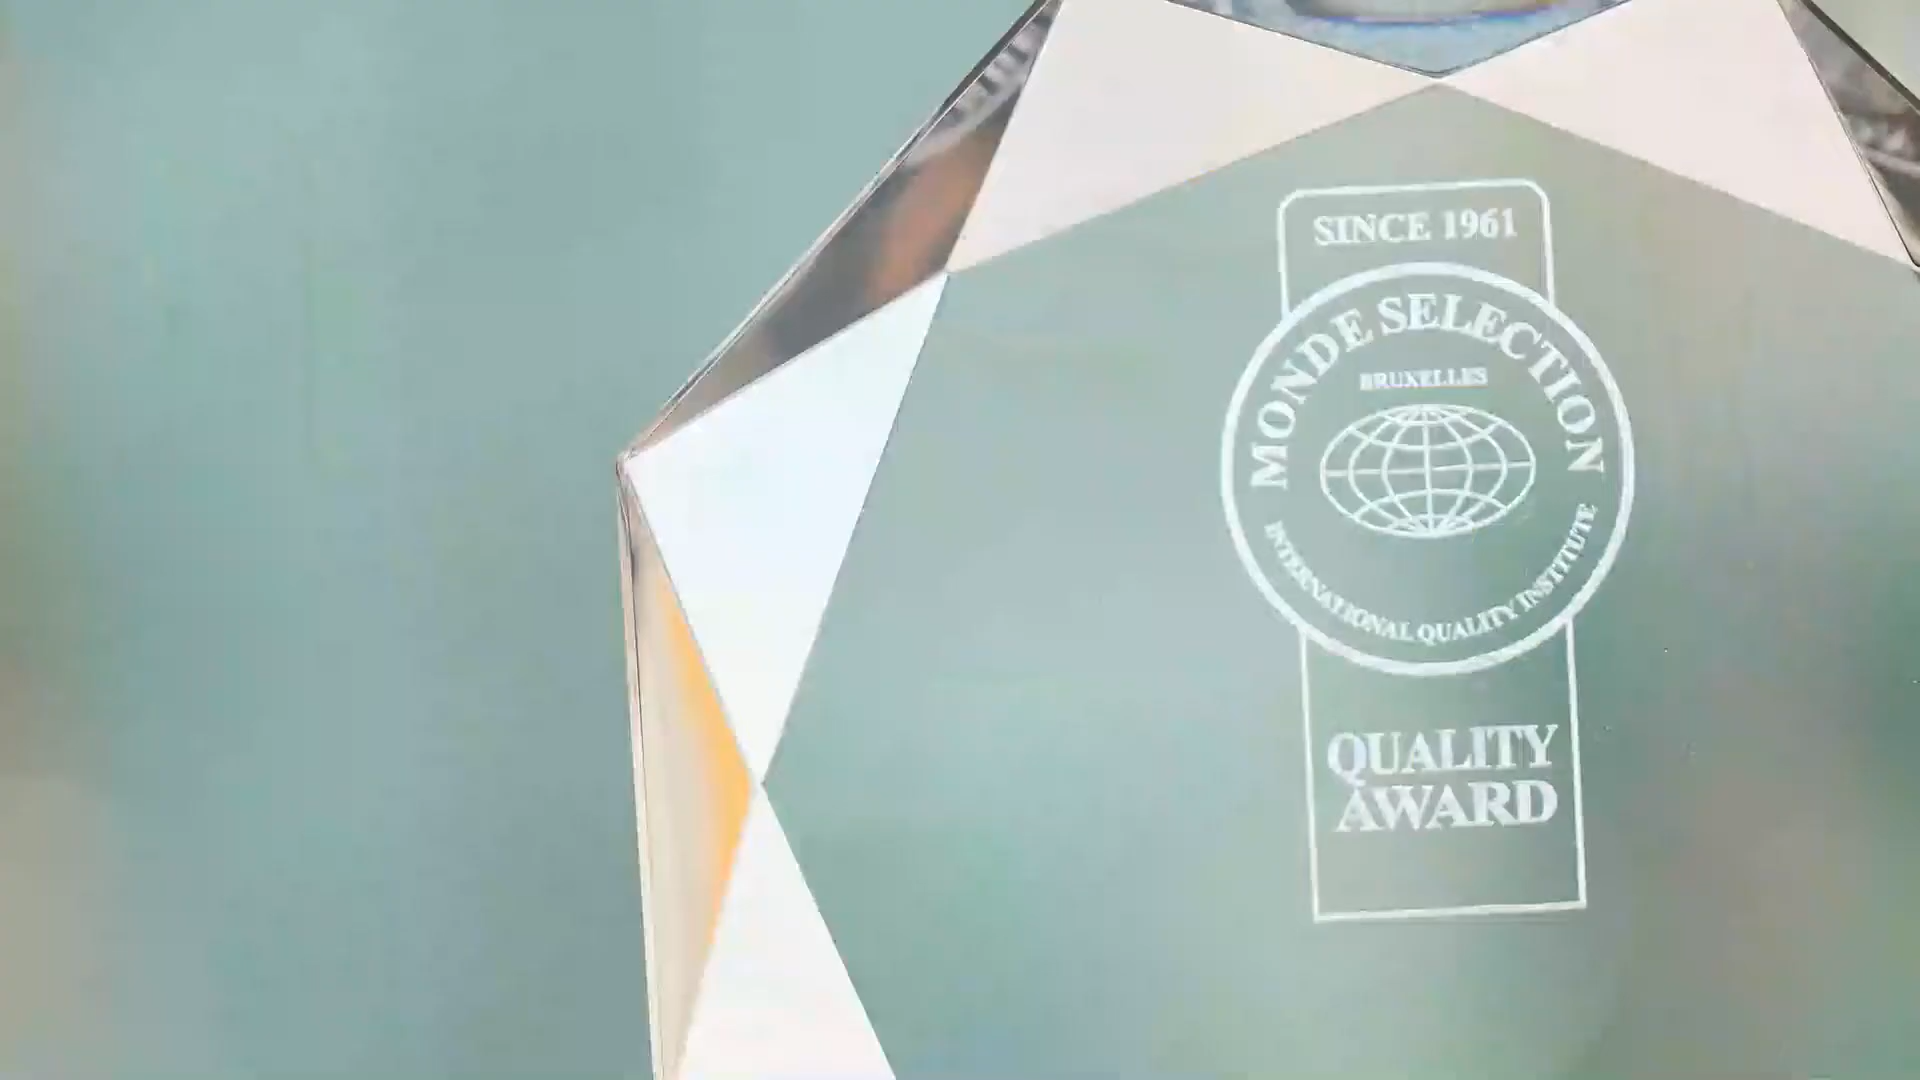 SINCE 1961
MONDE SELECTION
BRUXELLES
INTERNATIONAL QUALITY INSTITUTE
QUALITY
AWARD